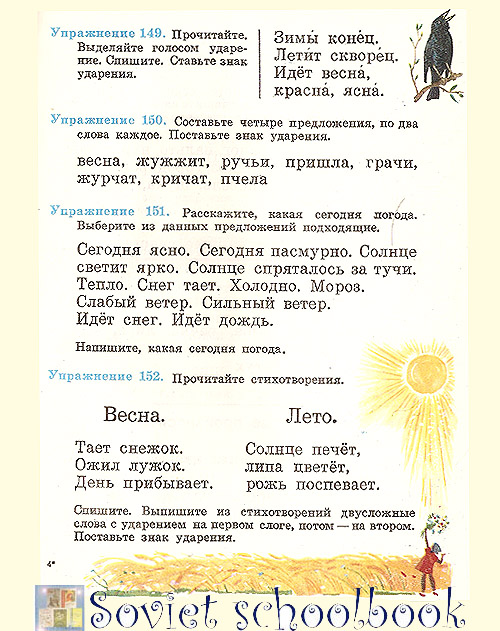 Упражнение 149. Прочитайте.
Выделяйте голосом ударе-
ние. Спишите. Ставьте знак
ударения.
Зимы́ коне́ц.
Лети́т скворе́ц.
Идёт весна́,
красна́, ясна́.
Упражнение 150. Составьте четыре предложения, по два
слова каждое. Поставьте знак ударения.
весна, жужжит, ручьи, пришла, грачи,
журчат, кричат, пчела
Упражнение 151. Расскажите, какая сегодня погода.
Выберите из данных предложений подходящие.
Сегодня ясно. Сегодня пасмурно. Солнце
светит ярко. Солнце спряталось за тучи.
Тепло. Снег тает. Холодно. Мороз.
Слабый ветер. Сильный ветер.
Идёт снег. Идёт дождь.
Напишите, какая сегодня погода.
Упражнение 152. Прочитайте стихотворения.
Весна.
Тает снежок.
Ожил лужок.
День прибывает.
Лето.
Солнце печёт,
липа цветёт,
рожь поспевает.
Спишите. Выпишите из стихотворений двусложные
слова с ударением на первом слоге, потом — на втором.
Поставьте знак ударения.
4*
Soviet schoolbook